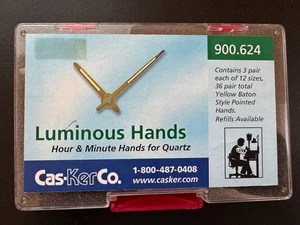 900.624
Contains 3 pair
each of 12 sizes,
36 pair total
Yellow Baton
Style Pointed
Hands.
Refills Available
Luminous Hands
Hour & Minute Hands for Quartz
Cas-Ker Co.
1-800-487-0408
www.casker.com